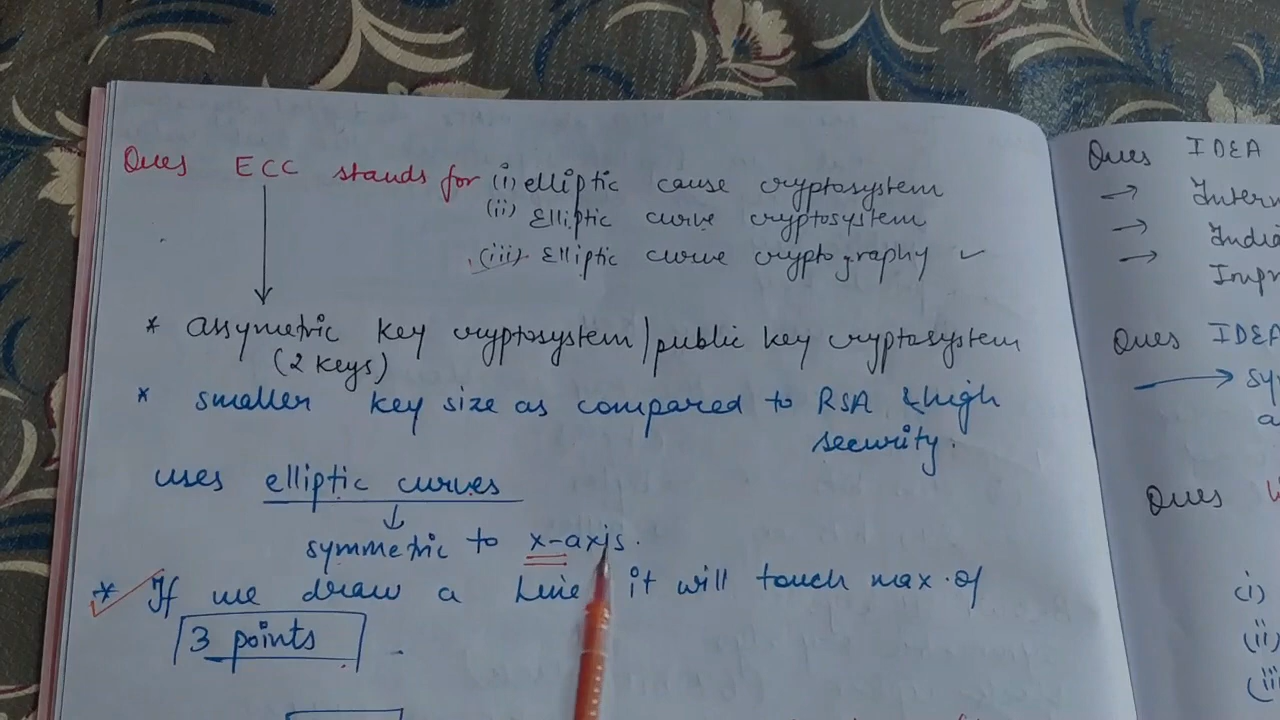 Ques ECC stands for (i) elliptic cause cryptosystem
(ii) Elliptic curve cryptosystem
(iii) Elliptic curve cryptography ✓
* assymetric key cryptosystem/public key cryptosystem
(2 keys)
* smaller key size as compared to RSA & high
security.
uses elliptic curves
↓
symmetric to x-axis.
* If we draw a line it will touch max. of
3 points.
Ques IDEA
→
→
→
Ques IDEA
→
Ques
(i)
(ii)